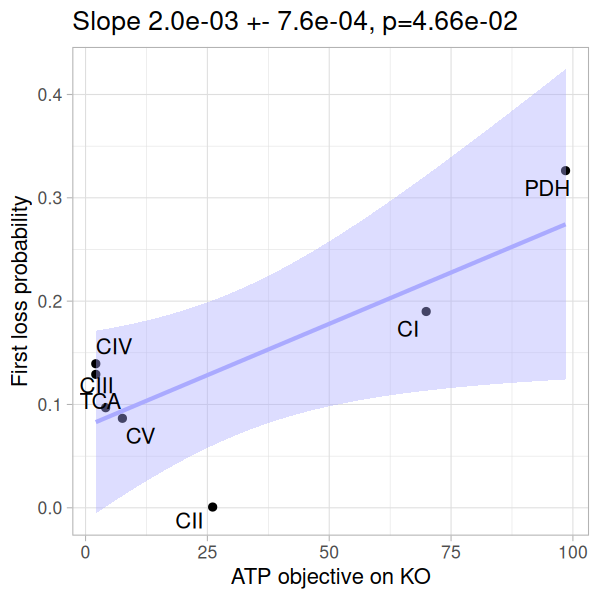 Slope 2.0e-03 +- 7.6e-04, p=4.66e-02
First loss probability
0.4
0.3
0.2
0.1
0.0
PDH
CI
CIV
CIII
TCA
CV
CII
0
25
50
75
100
ATP objective on KO